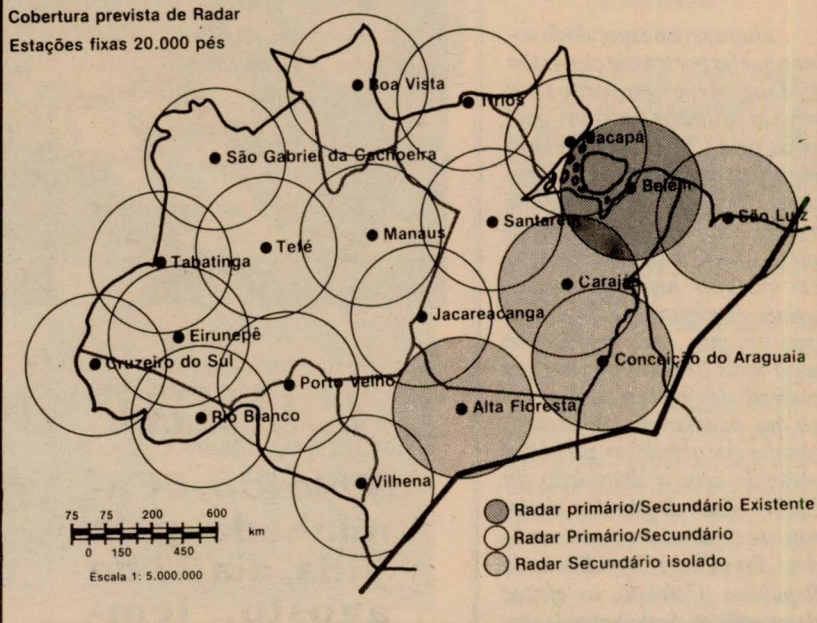 Cobertura prevista de Radar
Estações fixas 20.000 pés
Boa Vista
Tiriós
São Gabriel da Cachoeira
Macapá
Belém
São Luiz
Santarém
Manaus
Tefé
Tabatinga
Carajás
Jacareacanga
Eirunepê
Cruzeiro do Sul
Conceição do Araguaia
Porto Velho
Alta Floresta
Rio Branco
Vilhena
75 75 200 600
0 150 450
km
Escala 1: 5.000.000
Radar primário/Secundário Existente
Radar Primário/Secundário
Radar Secundário isolado